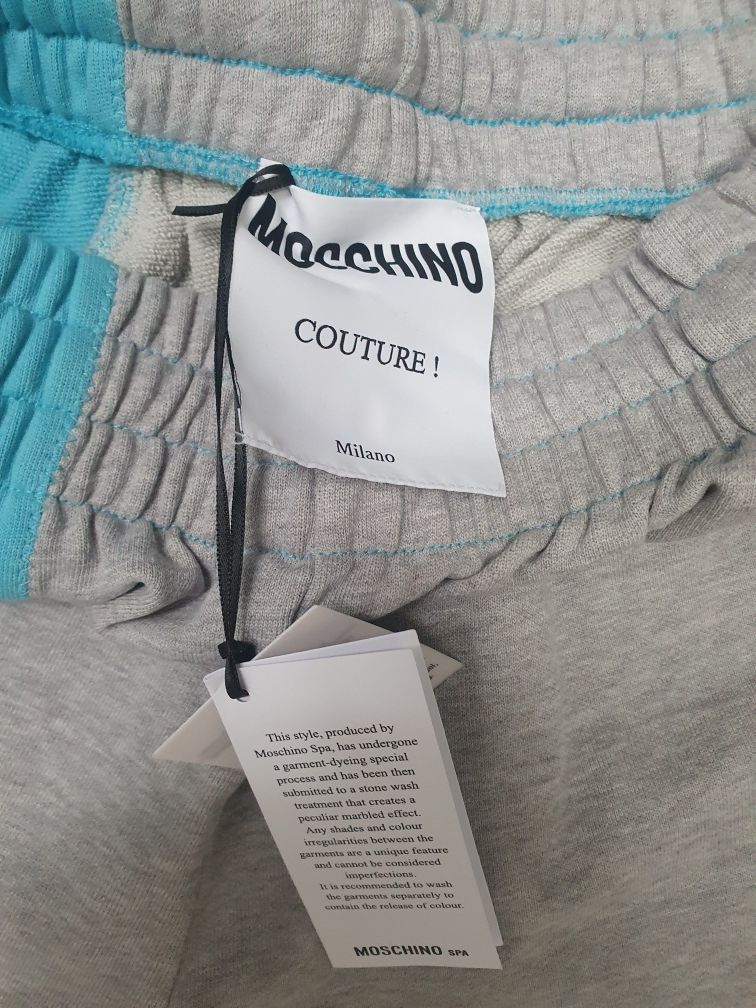 MOSCHINO
COUTURE !
Milano
This style, produced by
Moschino Spa, has undergone
a garment-dyeing special
process and has been then
submitted to a stone wash
treatment that creates a
peculiar marbled effect.
Any shades and colour
irregularities between the
garments are a unique feature
and cannot be considered
imperfections.
It is recommended to wash
the garments separately to
contain the release of colour.
MOSCHINO SPA